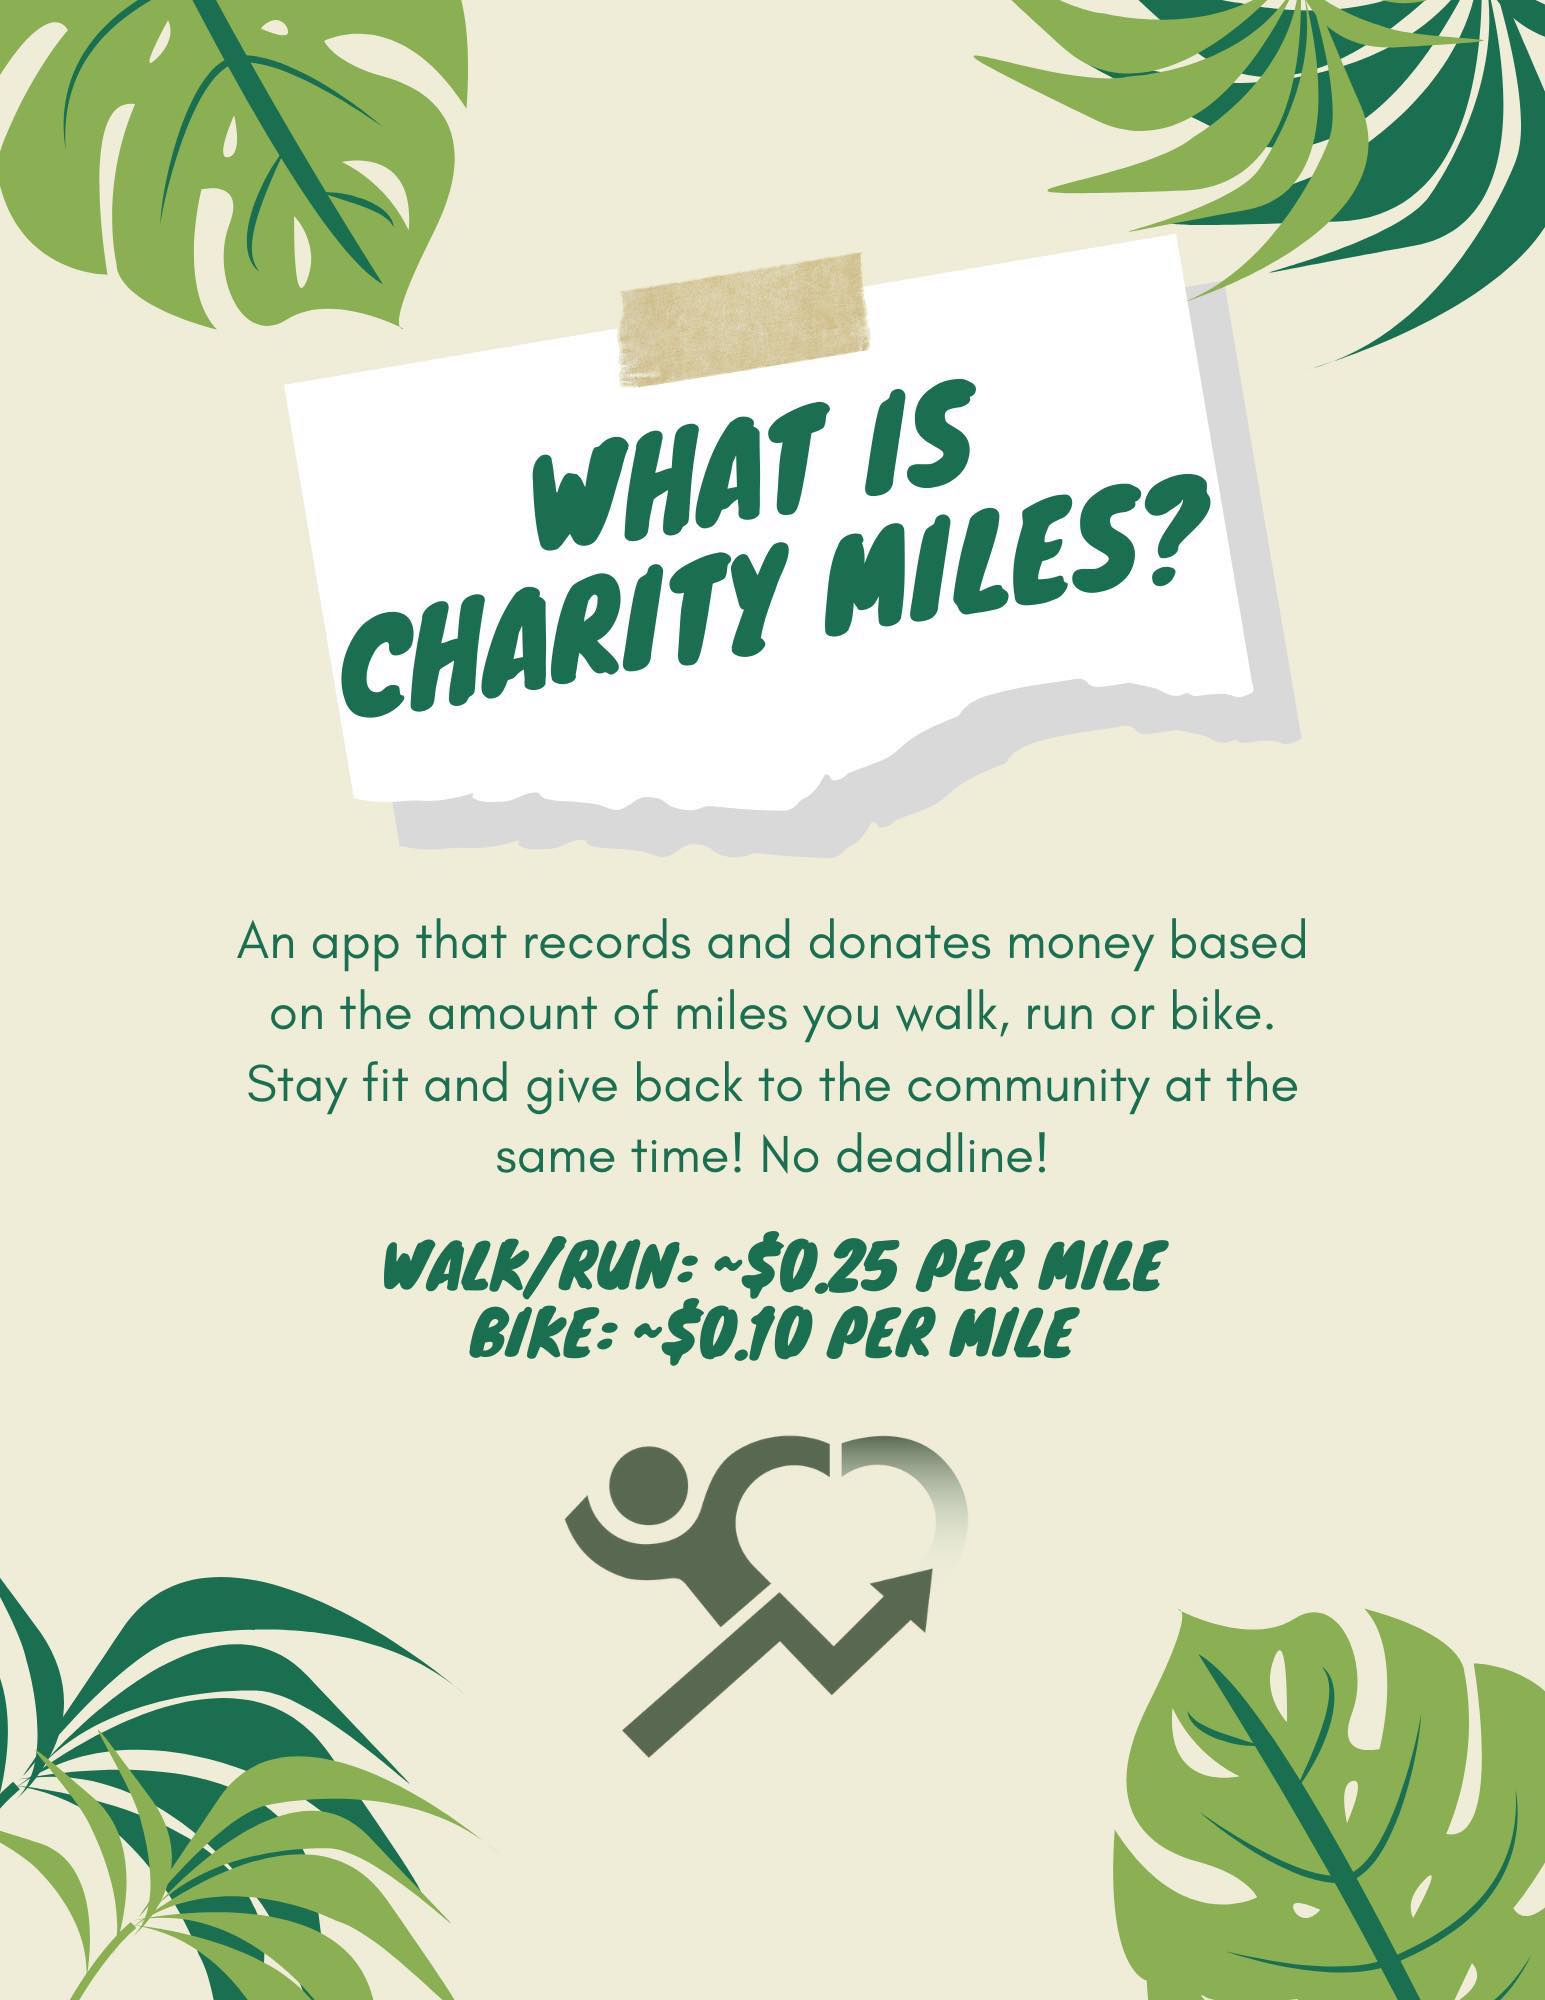 WHAT IS
CHARITY MILES?
An app that records and donates money based
on the amount of miles you walk, run or bike.
Stay fit and give back to the community at the
same time! No deadline!
WALK/RUN: ~$0.25 PER MILE
BIKE: ~$0.10 PER MILE